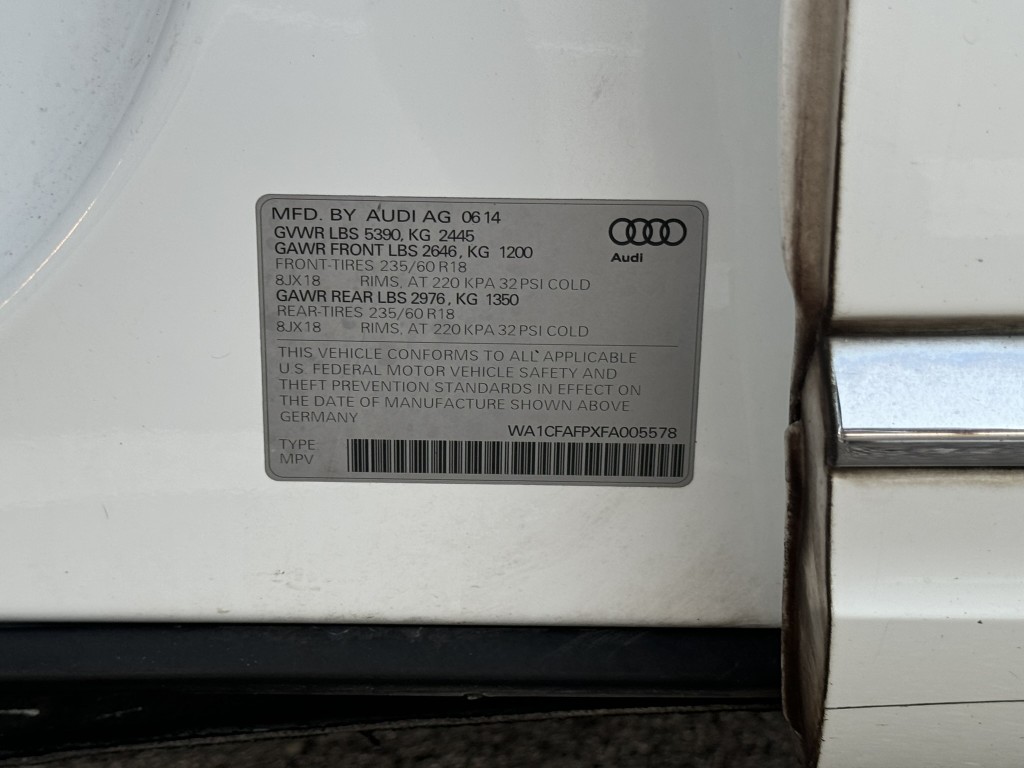 MFD. BY AUDI AG 0614
GVWR LBS 5390, KG 2445
GAWR FRONT LBS 2646, KG 1200
FRONT-TIRES 235/60 R18
8JX18 RIMS, AT 220 KPA 32 PSI COLD
GAWR REAR LBS 2976, KG 1350
REAR-TIRES 235/60 R18
8JX18 RIMS, AT 220 KPA 32 PSI COLD
Audi
THIS VEHICLE CONFORMS TO ALL APPLICABLE
U.S. FEDERAL MOTOR VEHICLE SAFETY AND
THEFT PREVENTION STANDARDS IN EFFECT ON
THE DATE OF MANUFACTURE SHOWN ABOVE
GERMANY
WA1CFAFPXFA005578
TYPE
MPV